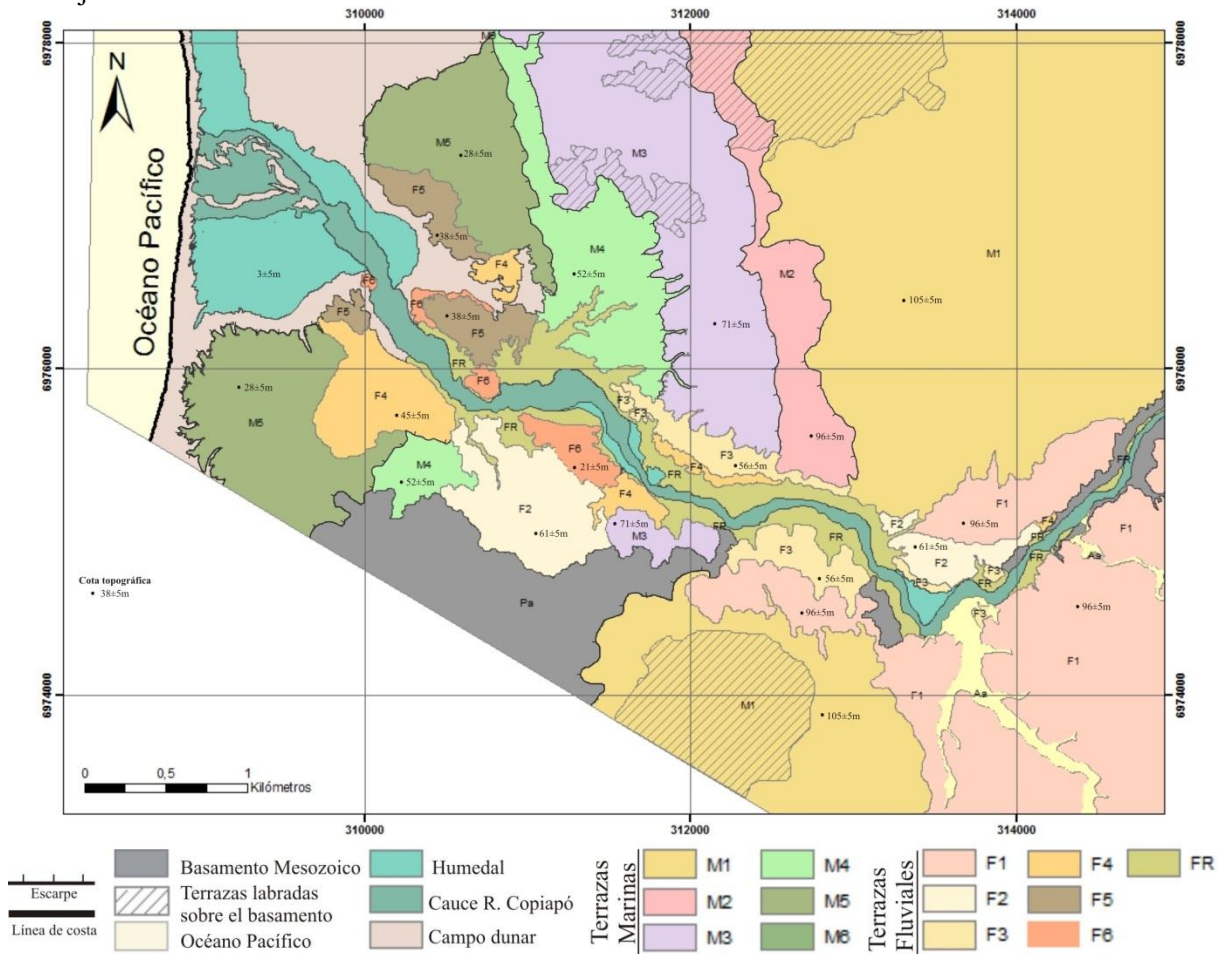 310000
312000
314000
6978000
6978000
N
M5
M3
M1
M5
28±5m
F5
38±5m
F4
M4
52±5m
M2
3±5m
F6
F6
38±5m
F5
F5
71±5m
105±5m
Océano Pacífico
6976000
6976000
FR
F6
28±5m
F4
45±5m
M5
F3
F3
96±5m
M4
52±5m
FR
F6
21±5m
F4
F3
56±5m
FR
F4
F2
61±5m
71±5m
M3
FR
F3
FR
56±5m
96±5m
F2
96±5m
F1
61±5m
F2
F3
F3
FR
FR
F4
FR
FR
F1
Aa
96±5m
F3
F1
Cota topográfica
38±5m
Pa
M1
105±5m
F1
Aa
6974000
6974000
0
0,5
1
Kilómetros
310000
312000
314000
Escarpe
Línea de costa
Basamento Mesozoico
Terrazas labradas
sobre el basamento
Océano Pacífico
Humedal
Cauce R. Copiapó
Campo dunar
Terrazas
Marinas
M1
M2
M3
M4
M5
M6
Terrazas
Fluviales
F1
F2
F3
F4
F5
F6
FR